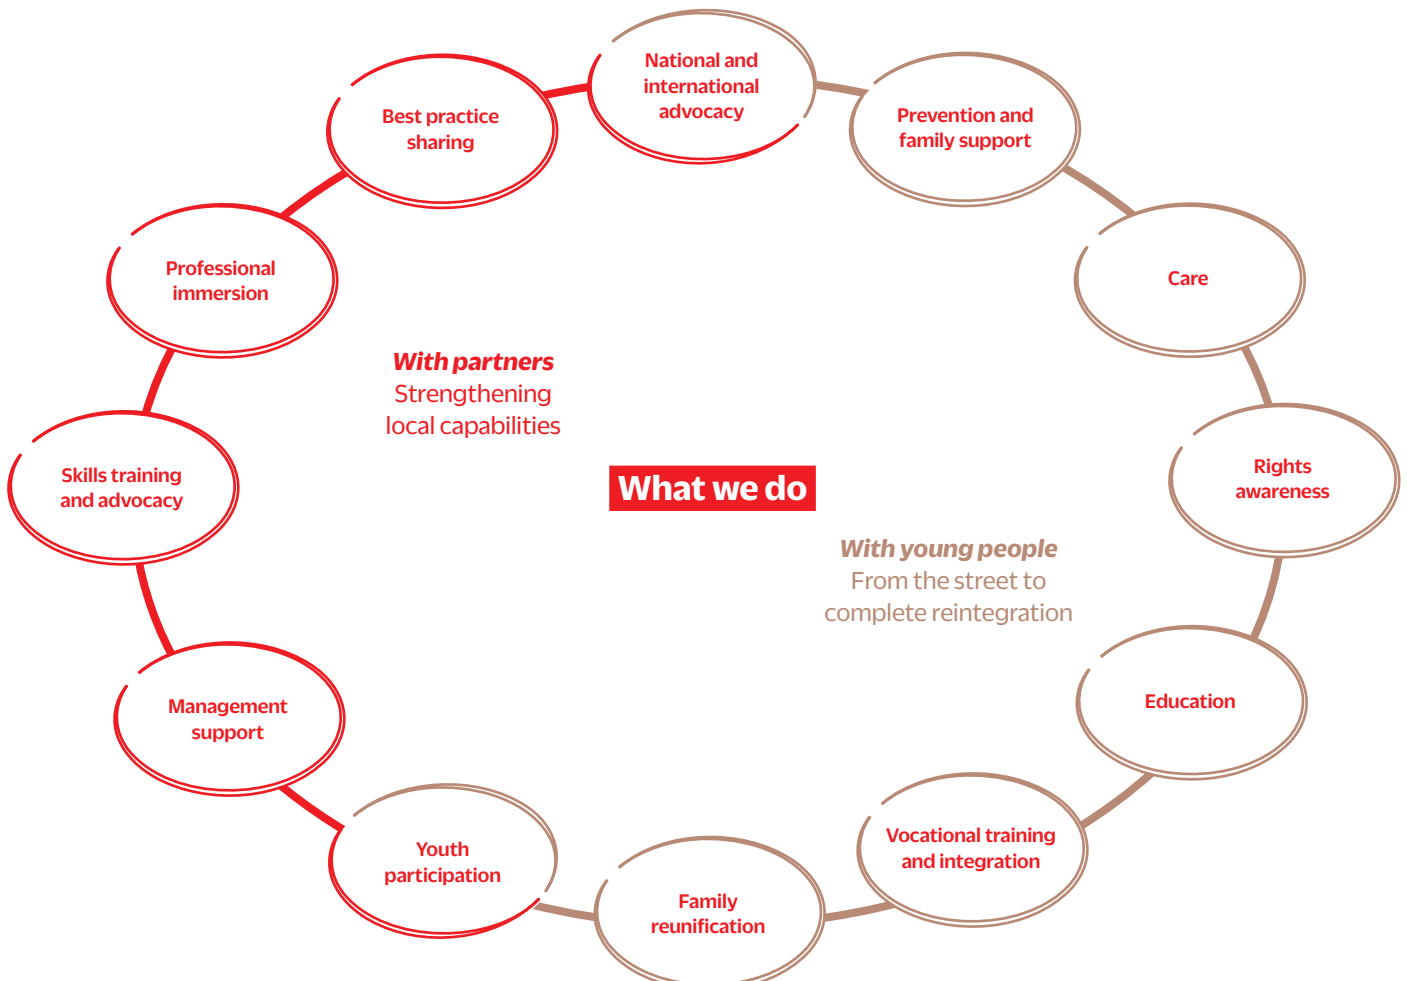 National and
international
advocacy
Prevention and
family support
Care
Rights
awareness
Education
Vocational training
and integration
Family
reunification
Youth
participation
Management
support
Skills training
and advocacy
Professional
immersion
Best practice
sharing
With partners
Strengthening
local capabilities
What we do
With young people
From the street to
complete reintegration